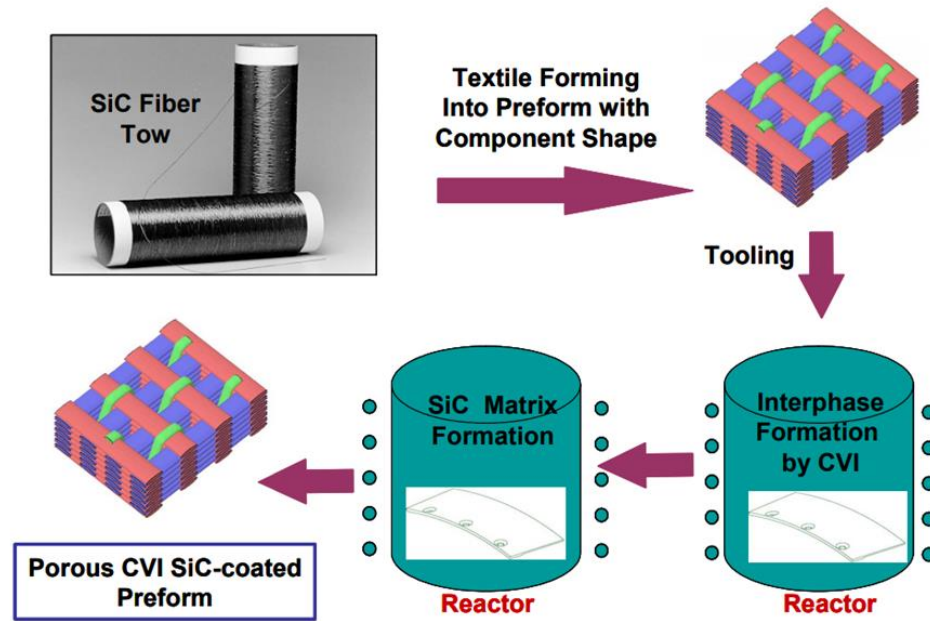 SiC Fiber
Tow
Textile Forming
Into Preform with
Component Shape
Tooling
Interphase
Formation
by CVI
Reactor
SiC Matrix
Formation
Reactor
Porous CVI SiC-coated
Preform